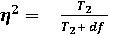 η² = T₂ / (T₂ + df)